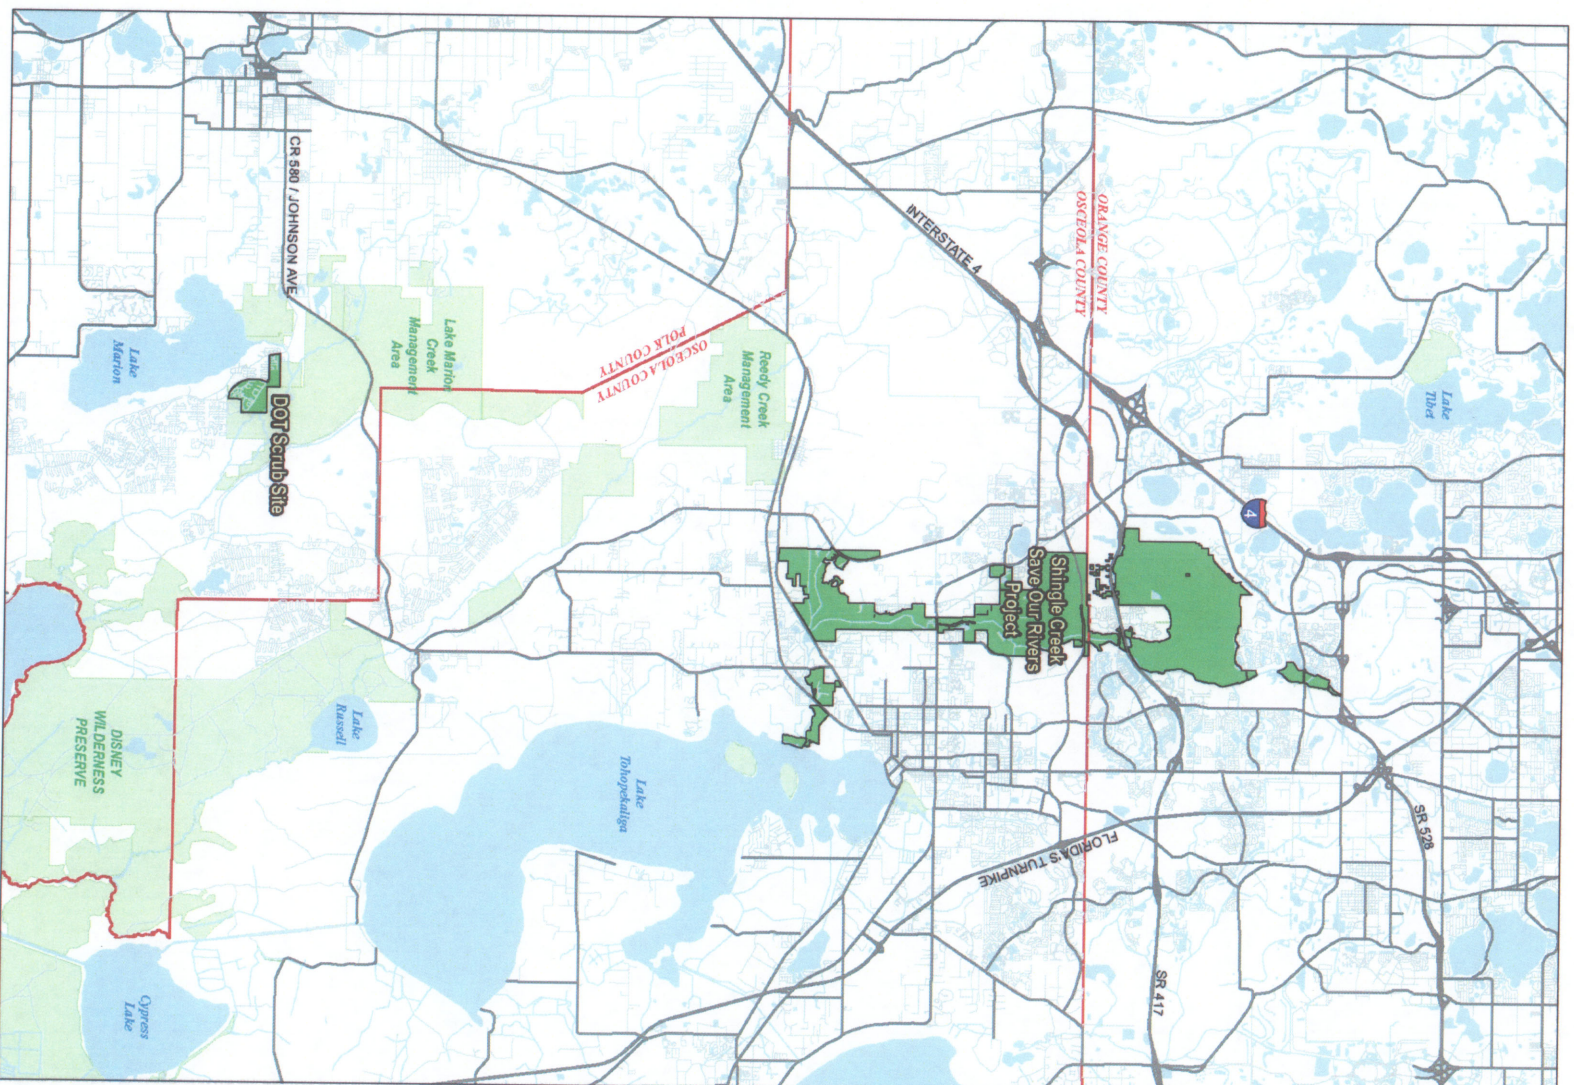 ORANGE COUNTY
OSCEOLA COUNTY
INTERSTATE 4
Lake
Tibet
4
SR 528
FLORIDA'S TURNPIKE
SR 417
Shingle Creek
Save Our Rivers
Project
Reedy Creek
Management
Area
OSCEOLA COUNTY
POLK COUNTY
Lake Marion
Creek
Management
Area
CR 580 / JOHNSON AVE
Lake
Marion
DOT Scrub Site
Lake
Tohopekaliga
Lake
Russell
DISNEY
WILDERNESS
PRESERVE
Cypress
Lake